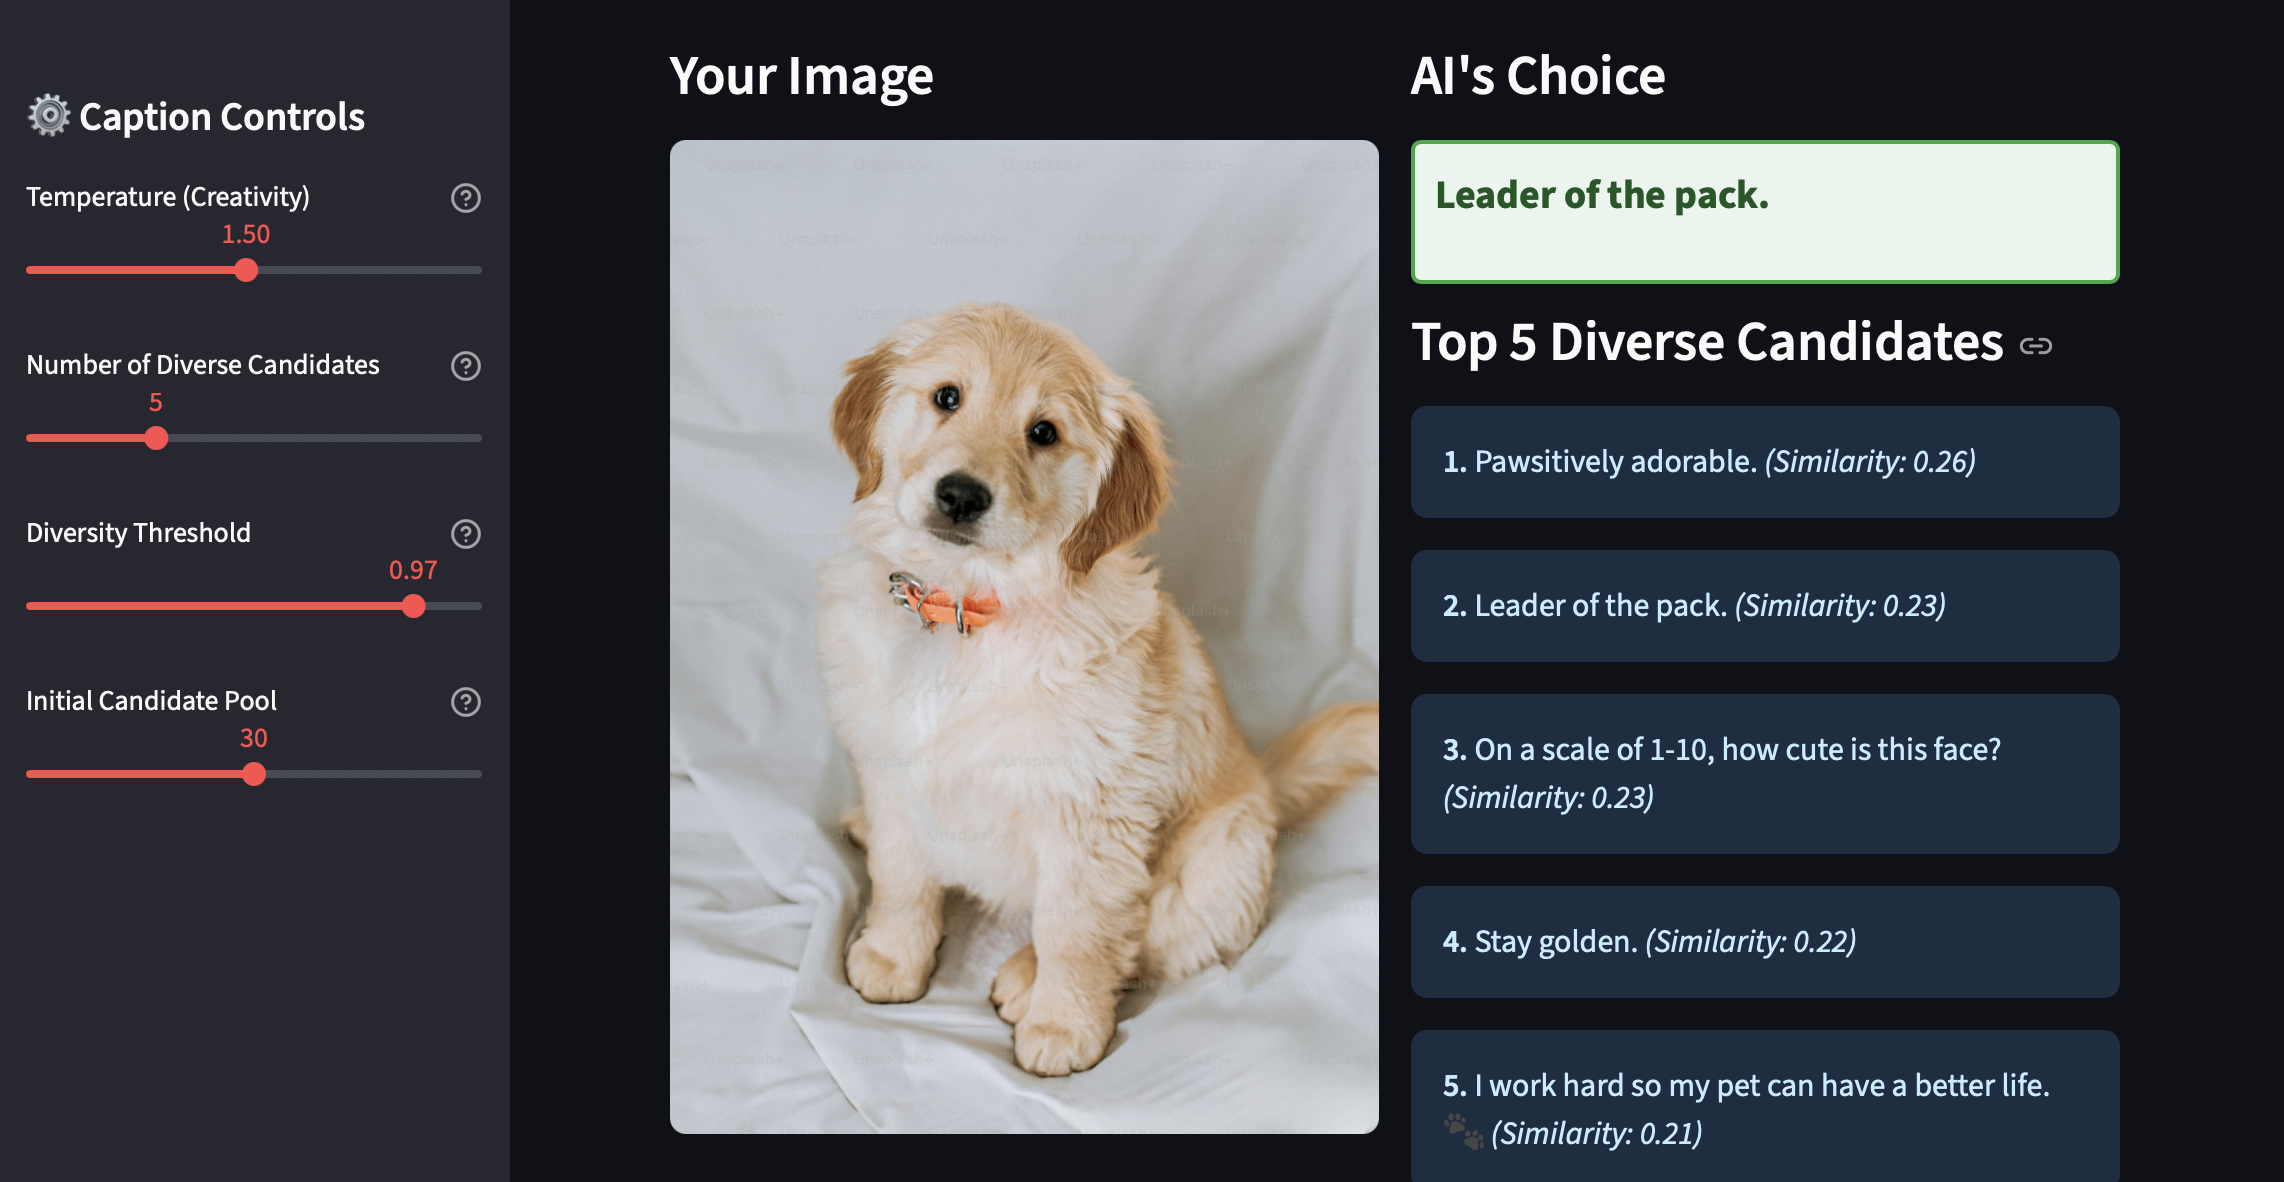 Caption Controls
Temperature (Creativity)
1.50
Number of Diverse Candidates
5
Diversity Threshold
0.97
Initial Candidate Pool
30
Your Image
Unsplash+
AI's Choice
Leader of the pack.
Top 5 Diverse Candidates
1. Pawsitively adorable. (Similarity: 0.26)
2. Leader of the pack. (Similarity: 0.23)
3. On a scale of 1-10, how cute is this face?
(Similarity: 0.23)
4. Stay golden. (Similarity: 0.22)
5. I work hard so my pet can have a better life.
🐾 (Similarity: 0.21)